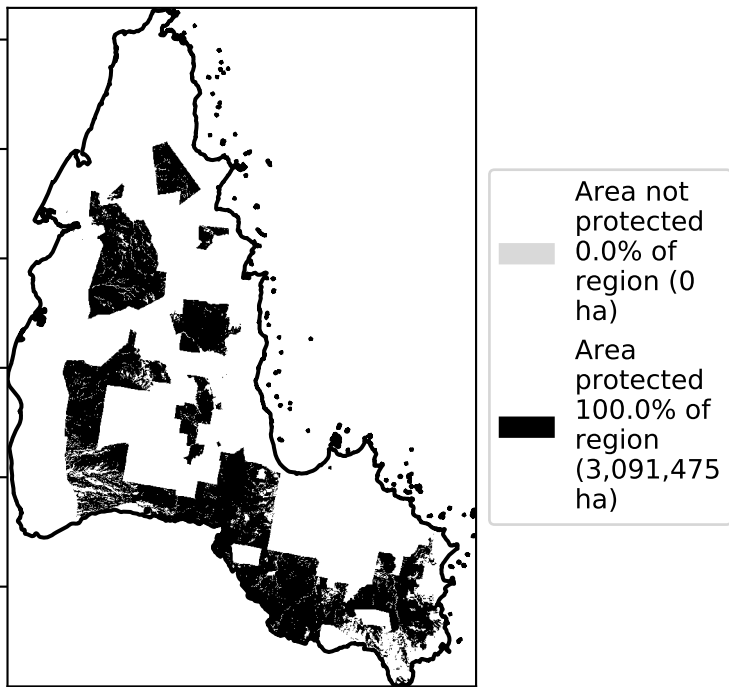 Area not
protected
0.0% of
region (0
ha)
Area
protected
100.0% of
region
(3,091,475
ha)